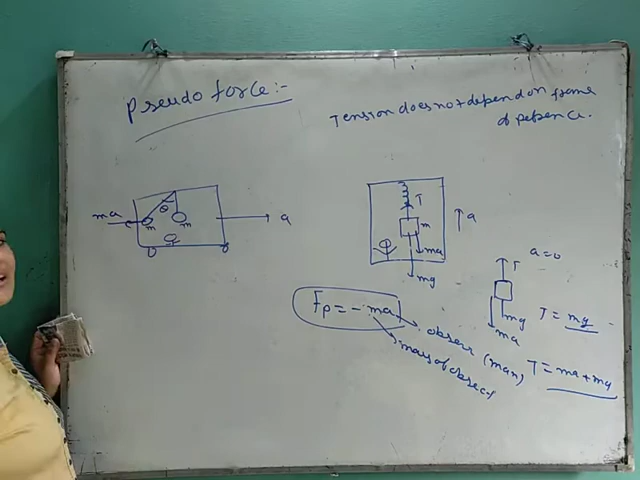 Pseudo force:-
Tension does not depend on frame
of reference.
ma
θ
m
m
a
T
m
ma
mg
a
T
a=0
mg
ma
T = mg
Fp = - ma
observer (man)
mass of object
T = ma + mg